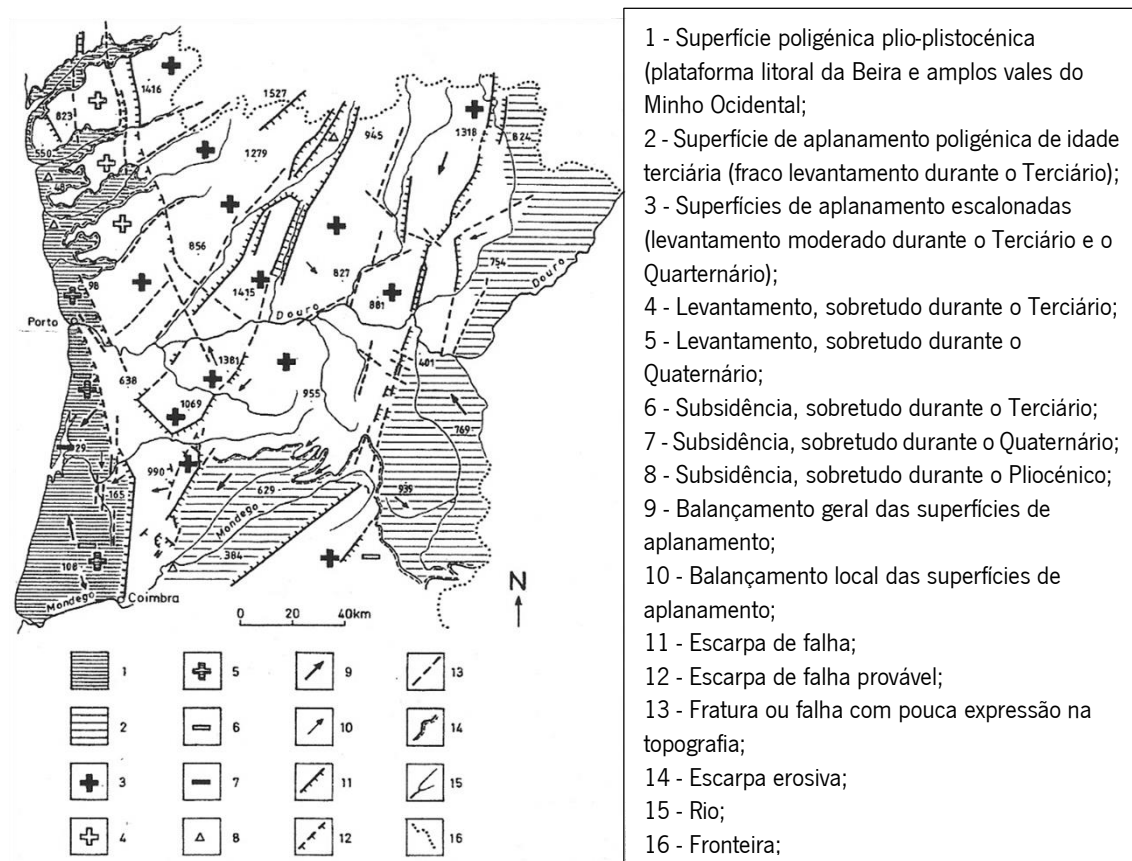 1527
1416
945
1318
824
823
1279
550
48
856
754
98
827
1415
881
Douro
Douro
Porto
1381
401
638
955
1069
769
29
990
629
935
165
Mondego
384
108
Mondego
Coimbra
N
0 20 40km
1 5 9 13
2 6 10 14
3 7 11 15
4 8 12 16
1 - Superfície poligénica plio-plistocénica
(plataforma litoral da Beira e amplos vales do
Minho Ocidental;
2 - Superfície de aplanamento poligénica de idade
terciária (fraco levantamento durante o Terciário);
3 - Superfícies de aplanamento escalonadas
(levantamento moderado durante o Terciário e o
Quarternário);
4 - Levantamento, sobretudo durante o Terciário;
5 - Levantamento, sobretudo durante o
Quaternário;
6 - Subsidência, sobretudo durante o Terciário;
7 - Subsidência, sobretudo durante o Quaternário;
8 - Subsidência, sobretudo durante o Pliocénico;
9 - Balançamento geral das superfícies de
aplanamento;
10 - Balançamento local das superfícies de
aplanamento;
11 - Escarpa de falha;
12 - Escarpa de falha provável;
13 - Fratura ou falha com pouca expressão na
topografia;
14 - Escarpa erosiva;
15 - Rio;
16 - Fronteira;